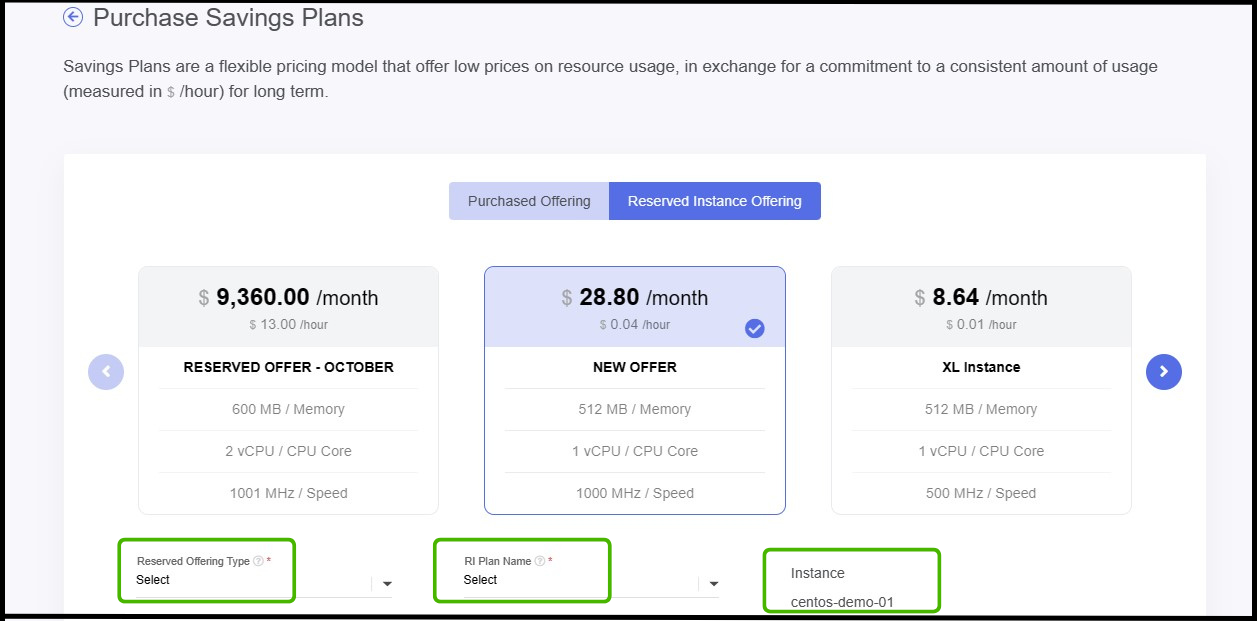 Purchase Savings Plans
Savings Plans are a flexible pricing model that offer low prices on resource usage, in exchange for a commitment to a consistent amount of usage
(measured in $ /hour) for long term.
Purchased Offering
Reserved Instance Offering
$ 9,360.00 /month
$ 13.00 /hour
RESERVED OFFER - OCTOBER
600 MB / Memory
2 vCPU / CPU Core
1001 MHz / Speed
$ 28.80 /month
$ 0.04 /hour
NEW OFFER
512 MB / Memory
1 vCPU / CPU Core
1000 MHz / Speed
$ 8.64 /month
$ 0.01 /hour
XL Instance
512 MB / Memory
1 vCPU / CPU Core
500 MHz / Speed
Reserved Offering Type ? *
Select
RI Plan Name ? *
Select
Instance
centos-demo-01